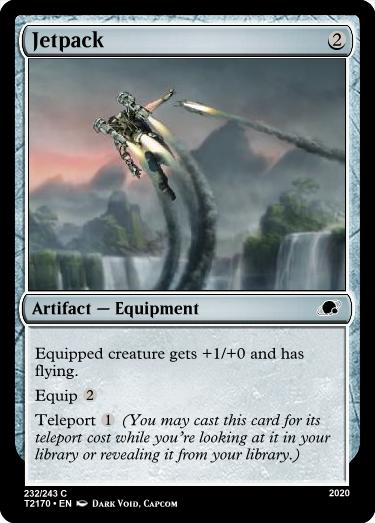 Jetpack 2
Artifact — Equipment
Equipped creature gets +1/+0 and has
flying.
Equip 2
Teleport 1 (You may cast this card for its
teleport cost while you're looking at it in your
library or revealing it from your library.)
232/243 C 2020
T2170 • EN Dark Void, Capcom